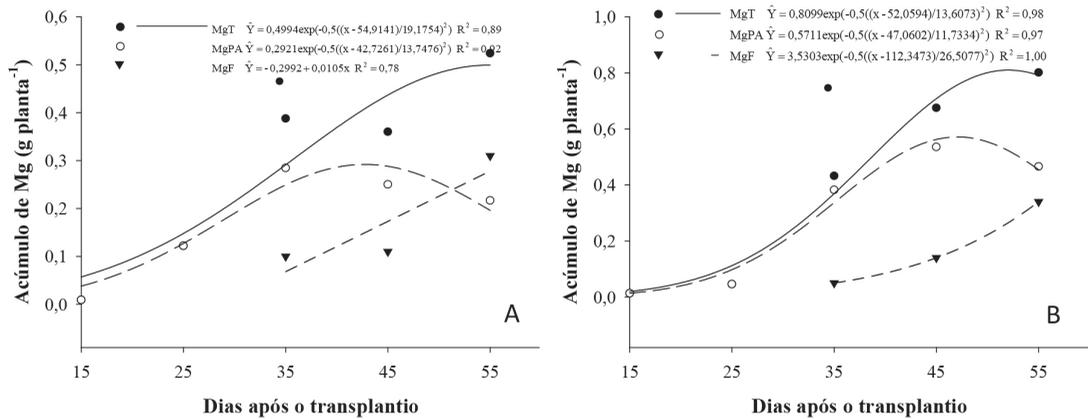 MgT Ŷ = 0,4994exp(-0,5((x - 54,9141)/19,1754)²) R² = 0,89
MgPA Ŷ = 0,2921exp(-0,5((x - 42,7261)/13,7476)²) R² = 0,92
MgF Ŷ = -0,2992 + 0,0105x R² = 0,78
Acúmulo de Mg (g planta⁻¹)
0,6
0,5
0,4
0,3
0,2
0,1
0,0
15 25 35 45 55
Dias após o transplantio
A
MgT Ŷ = 0,8099exp(-0,5((x - 52,0594)/13,6073)²) R² = 0,98
MgPA Ŷ = 0,5711exp(-0,5((x - 47,0602)/11,7334)²) R² = 0,97
MgF Ŷ = 3,5303exp(-0,5((x -112,3473)/26,5077)²) R² = 1,00
Acúmulo de Mg (g planta⁻¹)
1,0
0,8
0,6
0,4
0,2
0,0
15 25 35 45 55
Dias após o transplantio
B